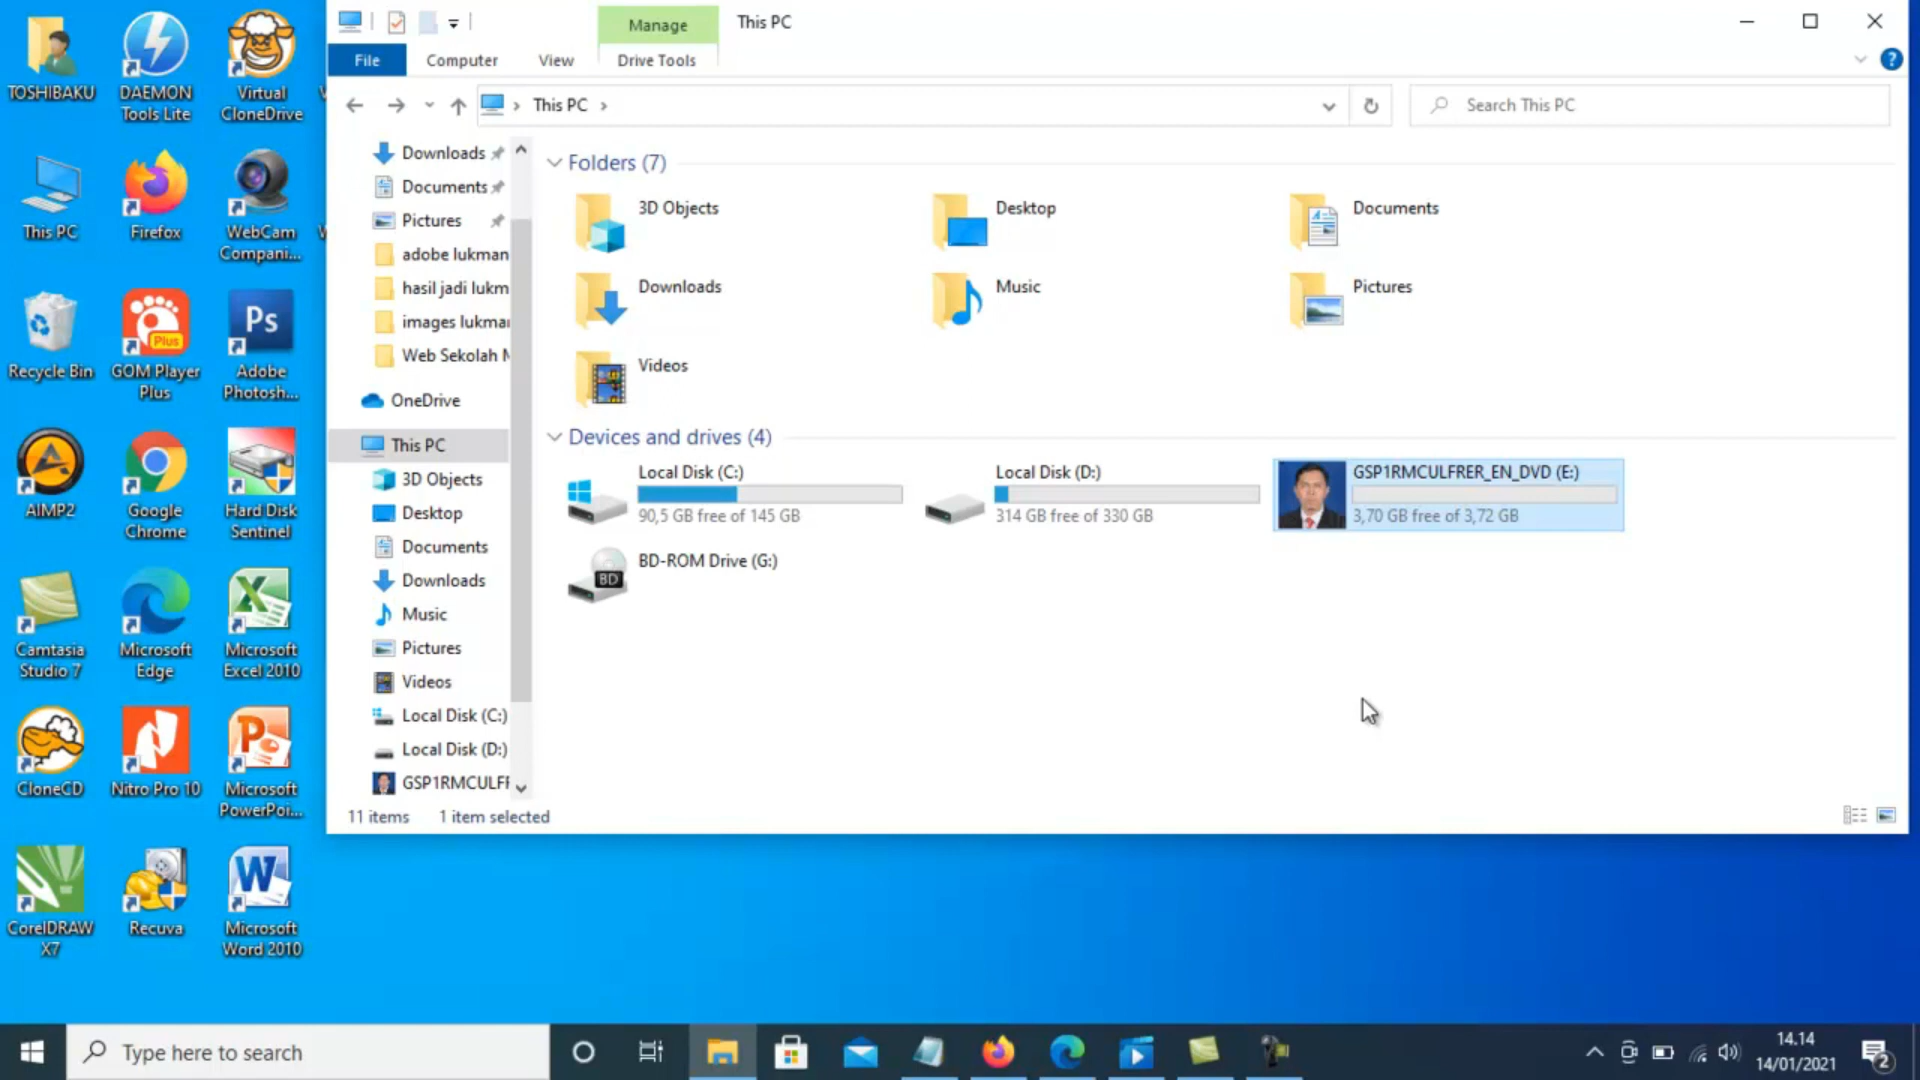 TOSHIBAKU
DAEMON
Tools Lite
Virtual
CloneDrive
This PC
Firefox
WebCam
Compani...
Recycle Bin
GOM Player
Plus
Plus
Ps
Adobe
Photosh...
AIMP2
Google
Chrome
Hard Disk
Sentinel
Camtasia
Studio 7
Microsoft
Edge
Microsoft
Excel 2010
CloneCD
Nitro Pro 10
Microsoft
PowerPoi...
CorelDRAW
X7
Recuva
Microsoft
Word 2010
Manage
This PC
File
Computer
View
Drive Tools
This PC
Search This PC
Downloads
Documents
Pictures
adobe lukman
hasil jadi lukm
images lukma
Web Sekolah
OneDrive
This PC
3D Objects
Desktop
Documents
Downloads
Music
Pictures
Videos
Local Disk (C:)
Local Disk (D:)
GSP1RMCULF
Folders (7)
3D Objects
Desktop
Documents
Downloads
Music
Pictures
Videos
Devices and drives (4)
Local Disk (C:)
90,5 GB free of 145 GB
Local Disk (D:)
314 GB free of 330 GB
GSP1RMCULFRER_EN_DVD (E:)
3,70 GB free of 3,72 GB
BD
BD-ROM Drive (G:)
11 items
1 item selected
Type here to search
14.14
14/01/2021
2